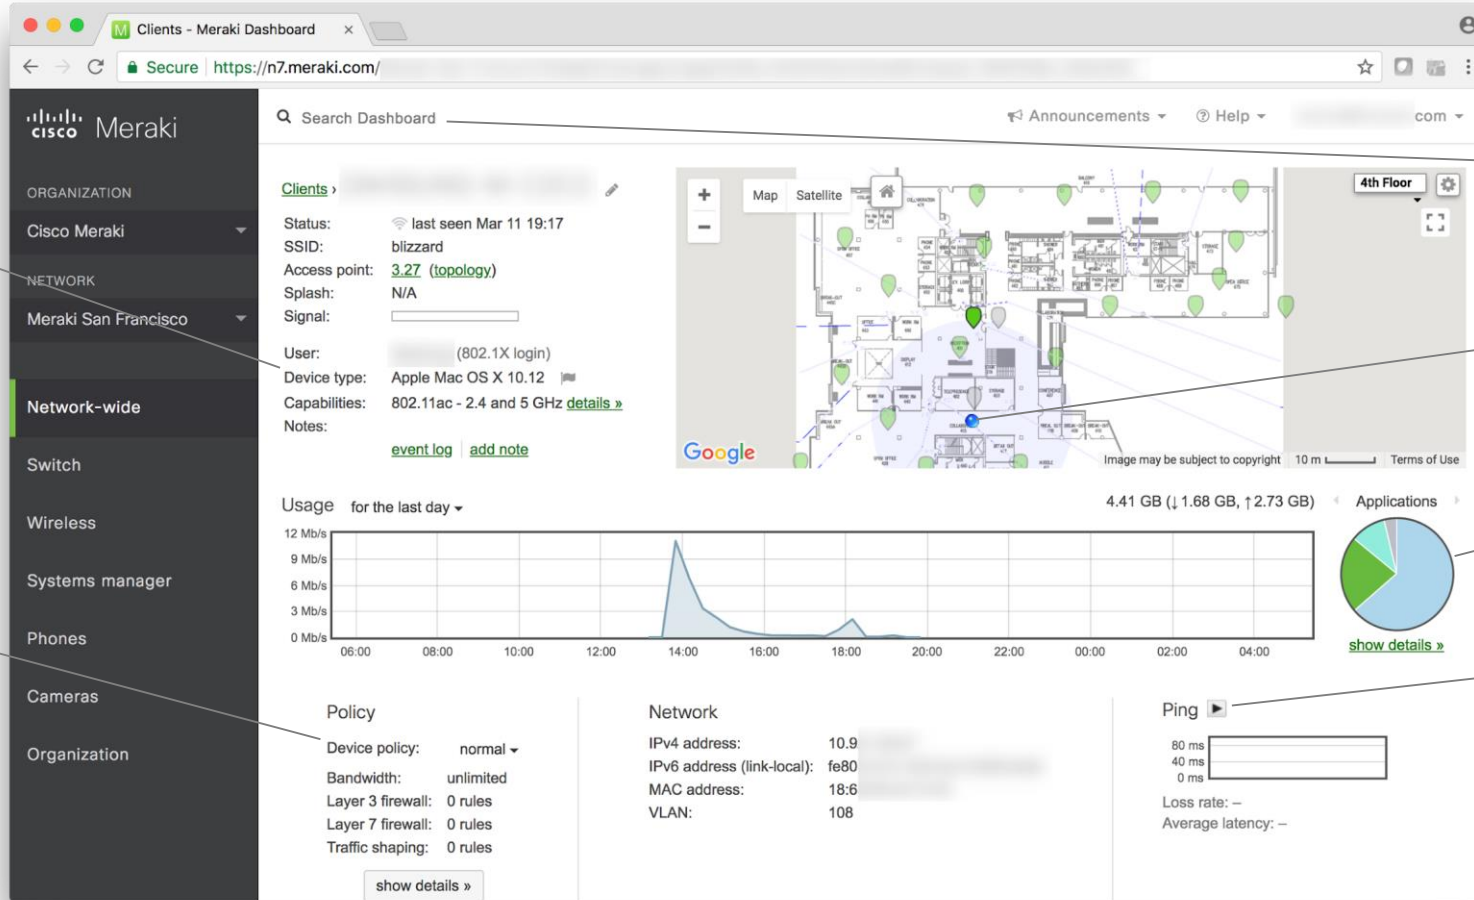 Clients - Meraki Dashboard ×
Secure https://n7.meraki.com/
cisco Meraki
Search Dashboard
Announcements
Help
com
ORGANIZATION
Cisco Meraki
NETWORK
Meraki San Francisco
Network-wide
Switch
Wireless
Systems manager
Phones
Cameras
Organization
Clients ›
Status: last seen Mar 11 19:17
SSID: blizzard
Access point: 3.27 (topology)
Splash: N/A
Signal:
User: (802.1X login)
Device type: Apple Mac OS X 10.12
Capabilities: 802.11ac - 2.4 and 5 GHz details »
Notes:
event log add note
+
−
Map Satellite
4th Floor
Google
Image may be subject to copyright 10 m Terms of Use
Usage for the last day
4.41 GB (↓1.68 GB, ↑2.73 GB)
Applications
12 Mb/s
9 Mb/s
6 Mb/s
3 Mb/s
0 Mb/s
06:00 08:00 10:00 12:00 14:00 16:00 18:00 20:00 22:00 00:00 02:00 04:00
show details »
Policy
Device policy: normal
Bandwidth: unlimited
Layer 3 firewall: 0 rules
Layer 7 firewall: 0 rules
Traffic shaping: 0 rules
show details »
Network
IPv4 address: 10.9
IPv6 address (link-local): fe80
MAC address: 18:6
VLAN: 108
Ping
80 ms
40 ms
0 ms
Loss rate: –
Average latency: –